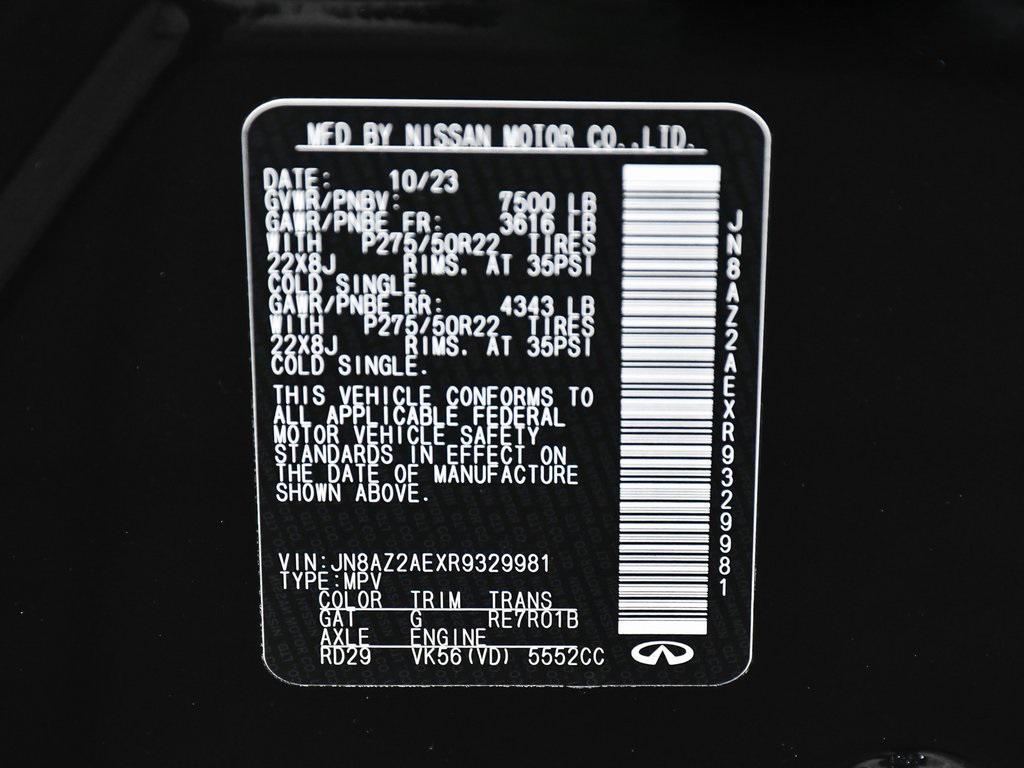 MFD BY NISSAN MOTOR CO.,LTD.
DATE: 10/23
GVWR/PNBV: 7500 LB
GAWR/PNBE FR: 3616 LB
WITH P275/50R22 TIRES
22X8J RIMS. AT 35PSI
COLD SINGLE.
GAWR/PNBE RR: 4343 LB
WITH P275/50R22 TIRES
22X8J RIMS. AT 35PSI
COLD SINGLE.
THIS VEHICLE CONFORMS TO
ALL APPLICABLE FEDERAL
MOTOR VEHICLE SAFETY
STANDARDS IN EFFECT ON
THE DATE OF MANUFACTURE
SHOWN ABOVE.
VIN:JN8AZ2AEXR9329981
TYPE:MPV
COLOR TRIM TRANS
GAT G RE7R01B
AXLE ENGINE
RD29 VK56(VD) 5552CC
JN8AZ2AEXR9329981